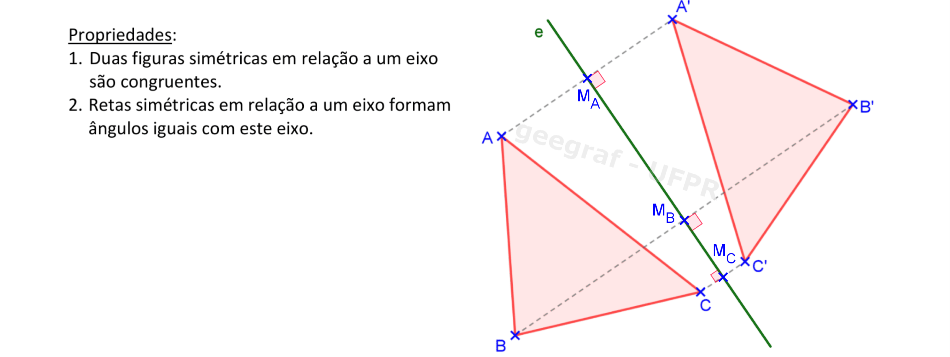 Propriedades:
1. Duas figuras simétricas em relação a um eixo
são congruentes.
2. Retas simétricas em relação a um eixo formam
ângulos iguais com este eixo.
A'
e
M_A
B'
A
geegraf - UFPR
M_B
M_C
C'
C
B